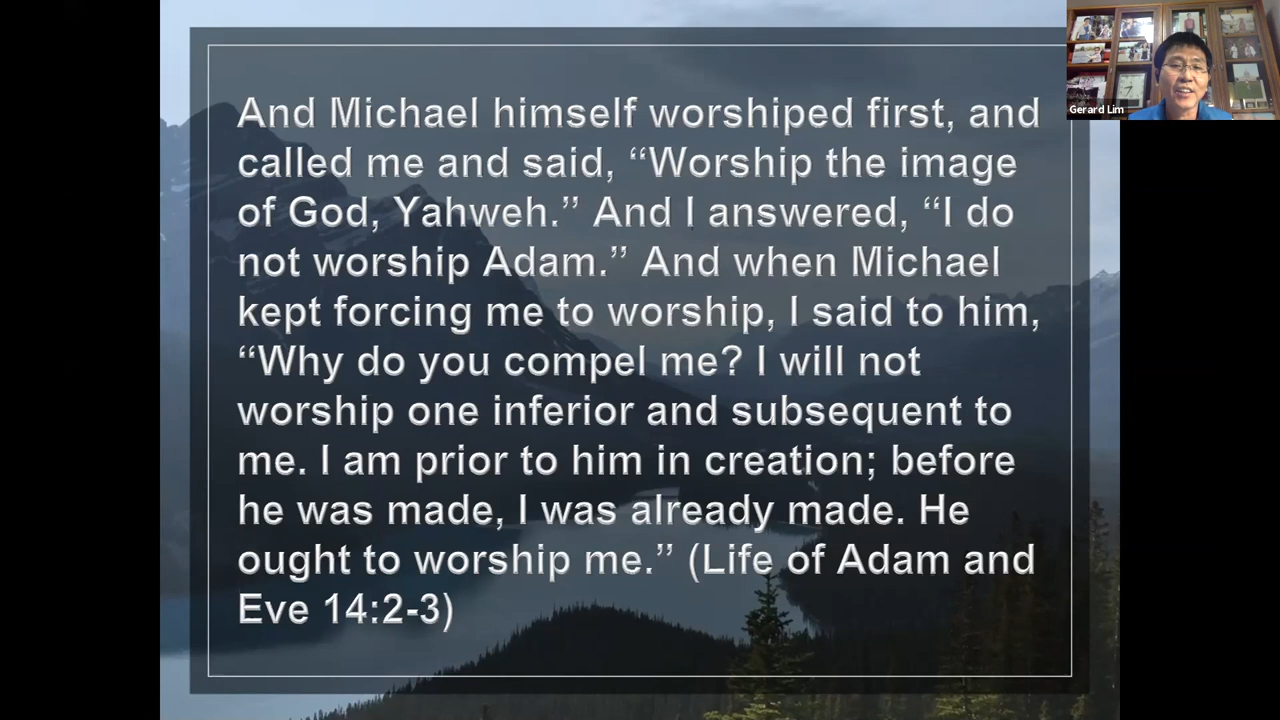 And Michael himself worshiped first, and
called me and said, “Worship the image
of God, Yahweh.” And I answered, “I do
not worship Adam.” And when Michael
kept forcing me to worship, I said to him,
“Why do you compel me? I will not
worship one inferior and subsequent to
me. I am prior to him in creation; before
he was made, I was already made. He
ought to worship me.” (Life of Adam and
Eve 14:2-3)
Gerard Lim